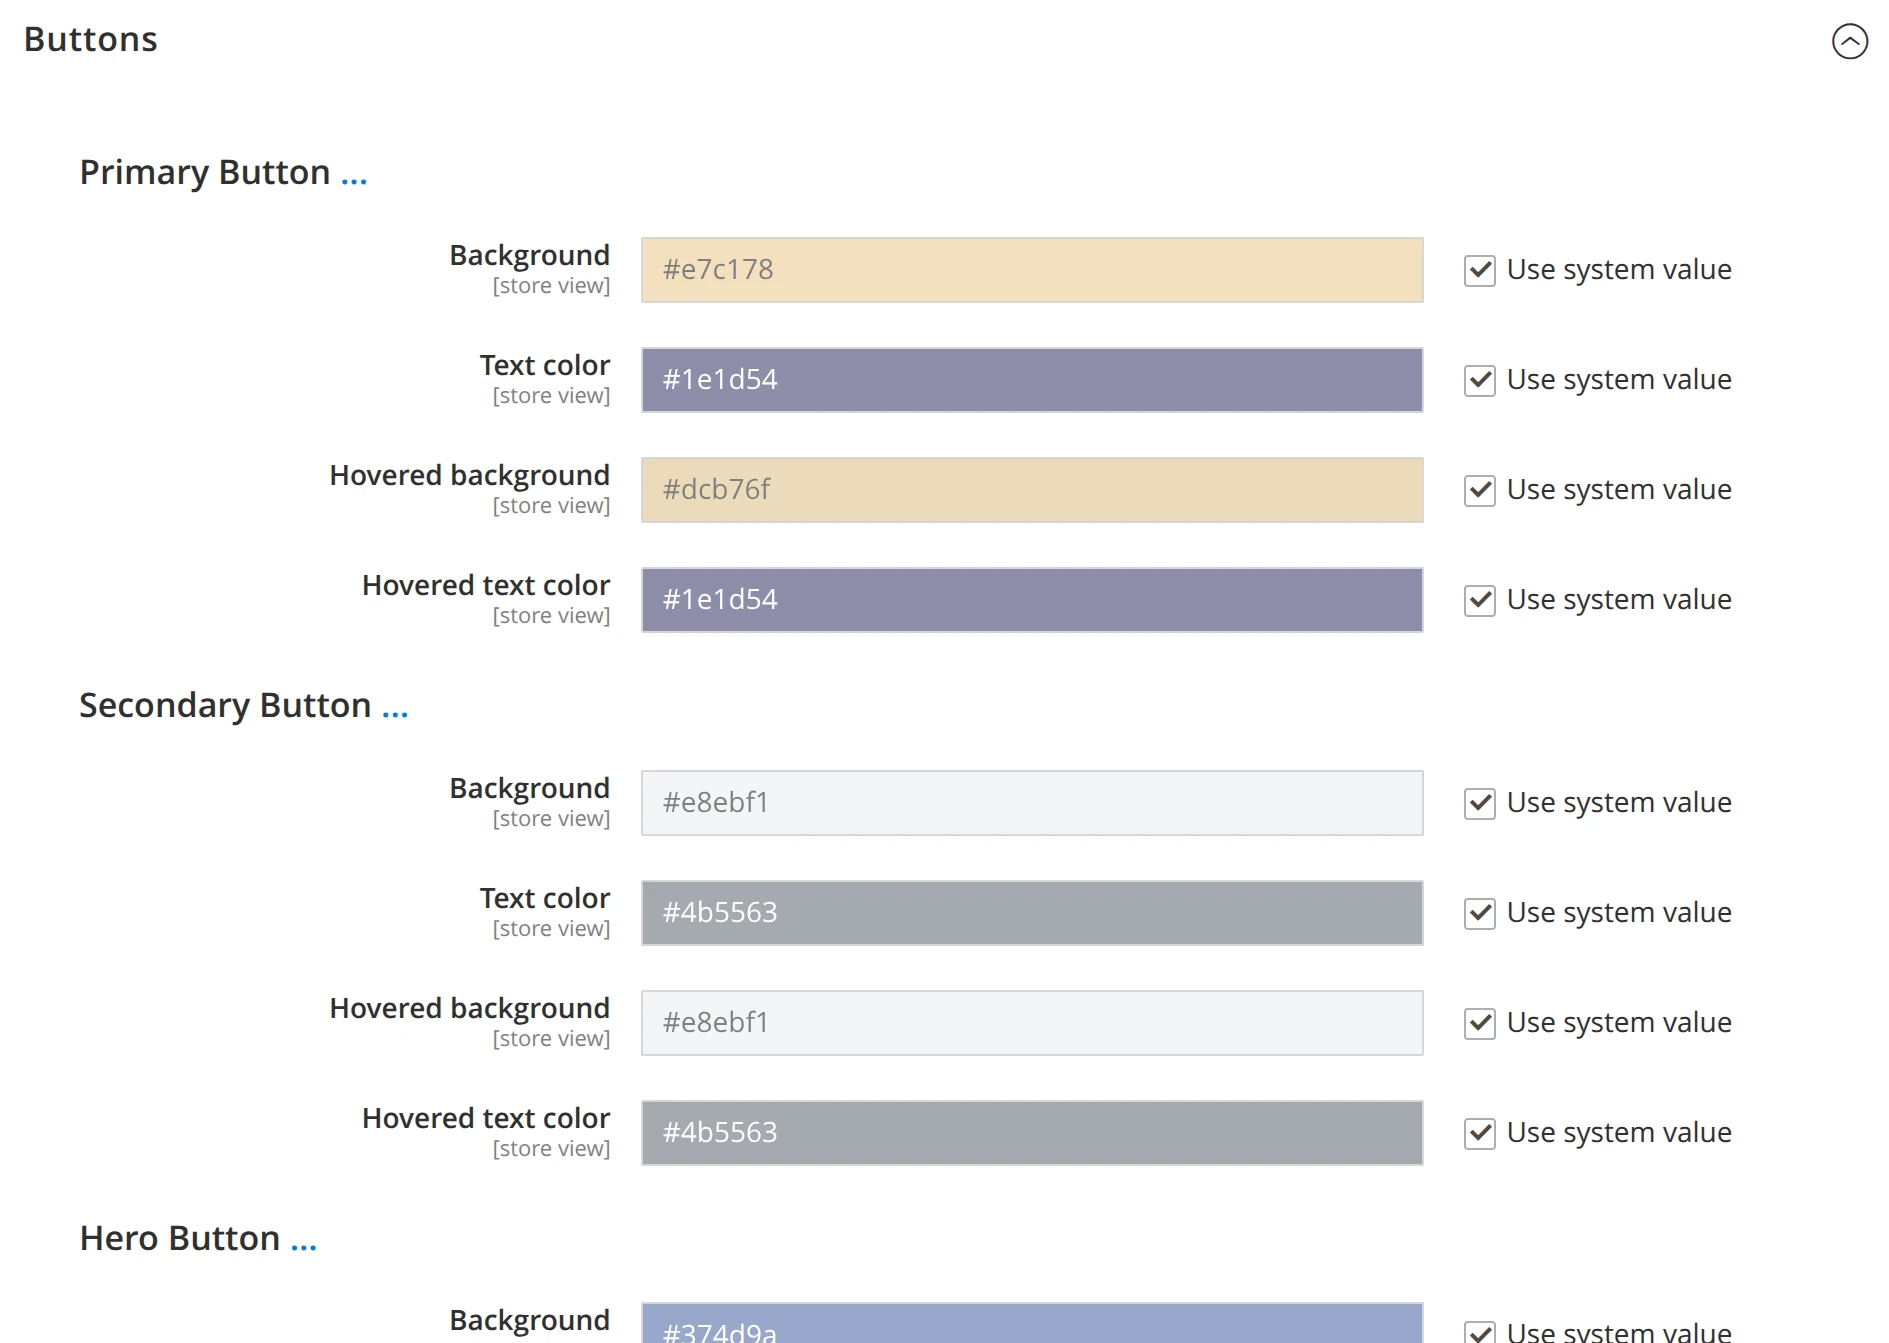 Buttons
Primary Button ...
Background
[store view]
#e7c178
Use system value
Text color
[store view]
#1e1d54
Use system value
Hovered background
[store view]
#dcb76f
Use system value
Hovered text color
[store view]
#1e1d54
Use system value
Secondary Button ...
Background
[store view]
#e8ebf1
Use system value
Text color
[store view]
#4b5563
Use system value
Hovered background
[store view]
#e8ebf1
Use system value
Hovered text color
[store view]
#4b5563
Use system value
Hero Button ...
Background
#374d9a
Use system value